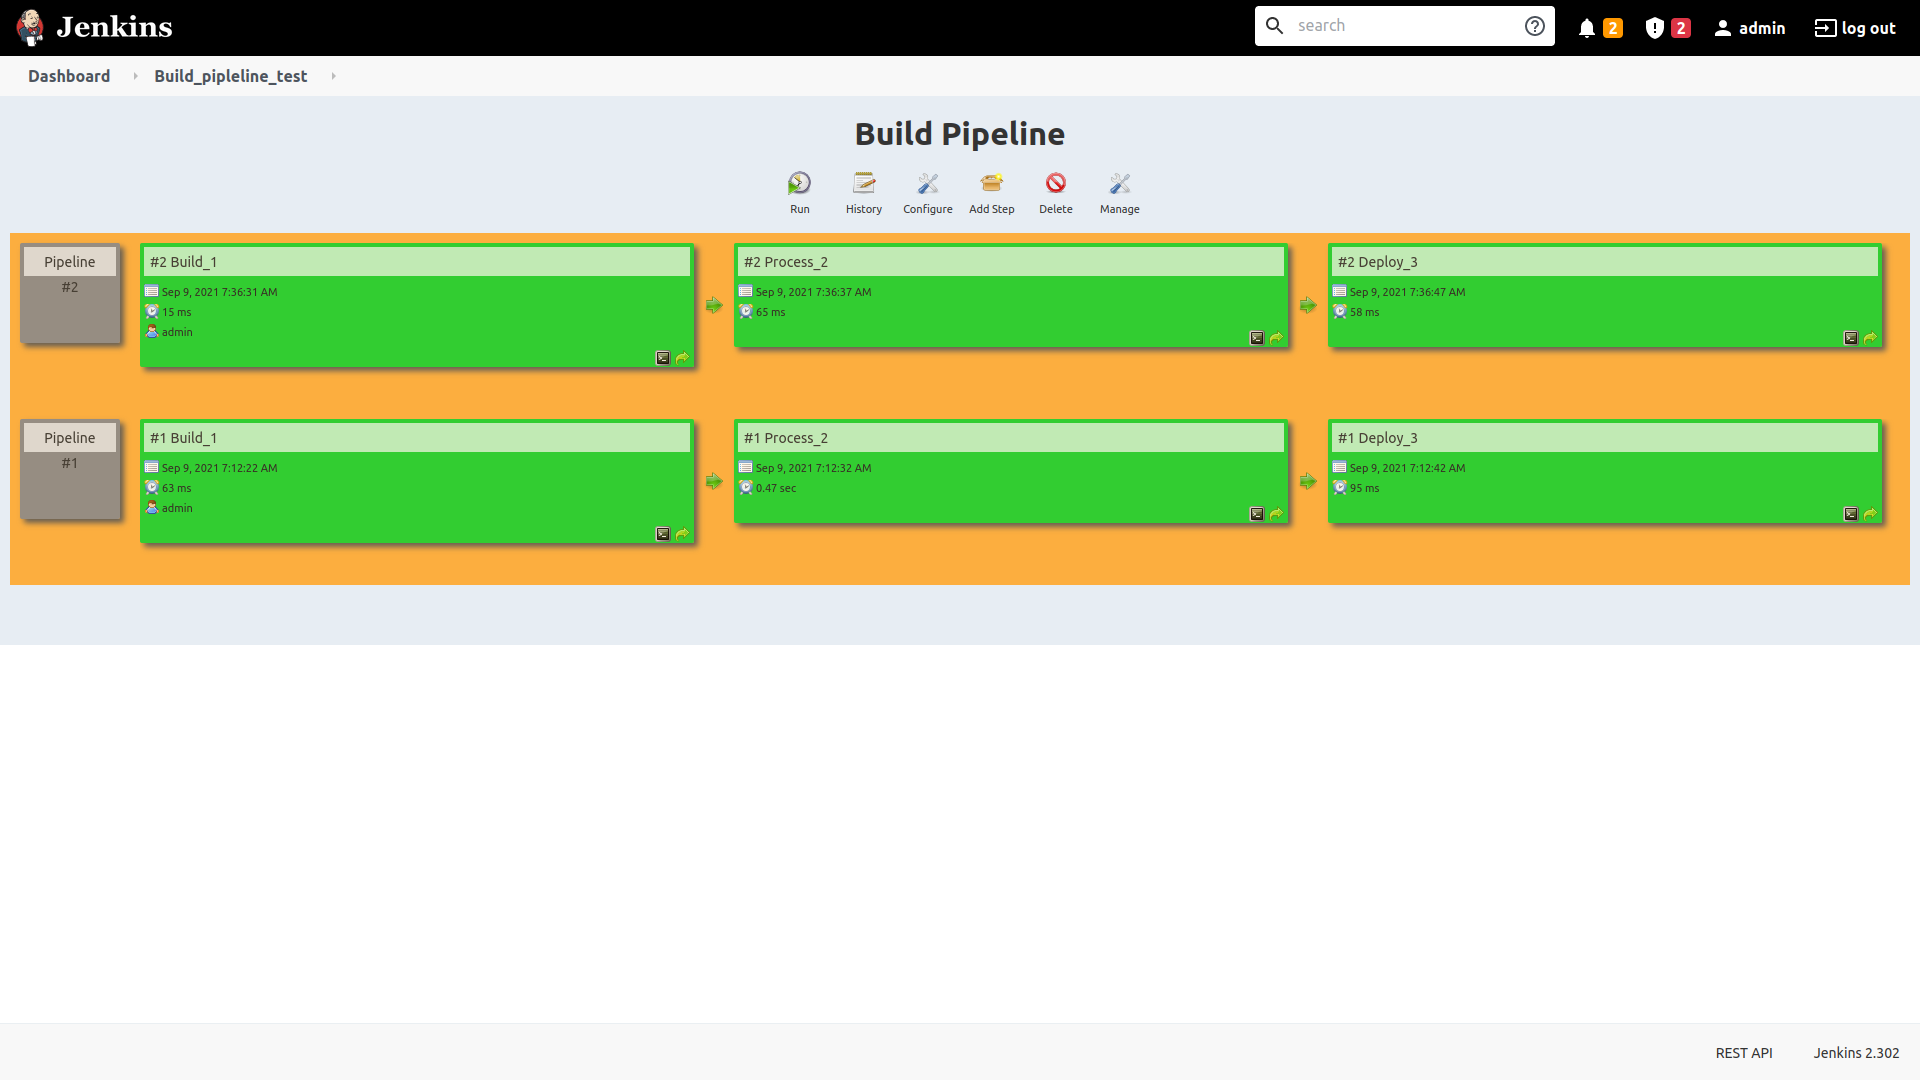 Jenkins
search
2
2
admin
log out
Dashboard
Build_pipleline_test
Build Pipeline
Run
History
Configure
Add Step
Delete
Manage
Pipeline
#2
#2 Build_1
Sep 9, 2021 7:36:31 AM
15 ms
admin
#2 Process_2
Sep 9, 2021 7:36:37 AM
65 ms
#2 Deploy_3
Sep 9, 2021 7:36:47 AM
58 ms
Pipeline
#1
#1 Build_1
Sep 9, 2021 7:12:22 AM
63 ms
admin
#1 Process_2
Sep 9, 2021 7:12:32 AM
0.47 sec
#1 Deploy_3
Sep 9, 2021 7:12:42 AM
95 ms
REST API
Jenkins 2.302